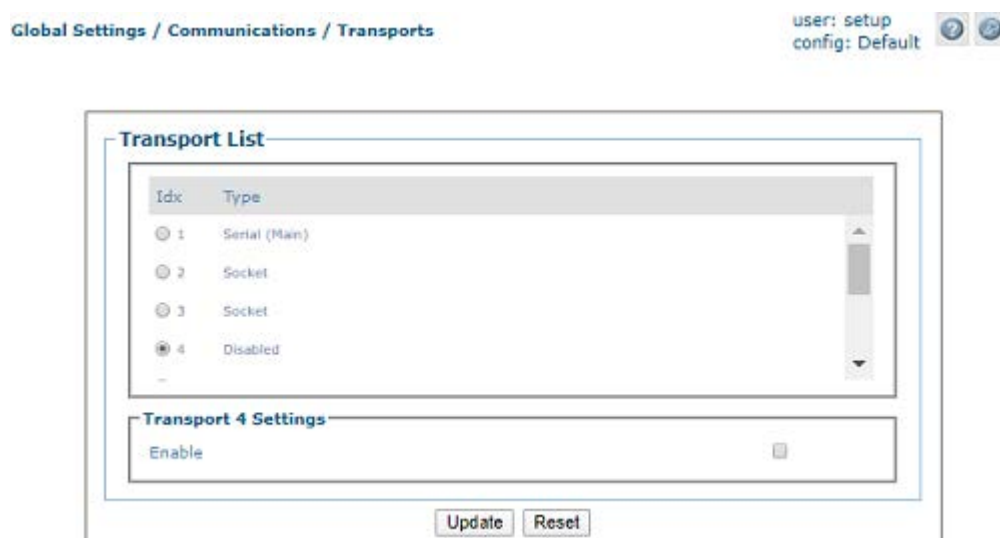 Global Settings / Communications / Transports
user: setup
config: Default
Transport List
Idx Type
1 Serial (Main)
2 Socket
3 Socket
4 Disabled
Transport 4 Settings
Enable
Update Reset